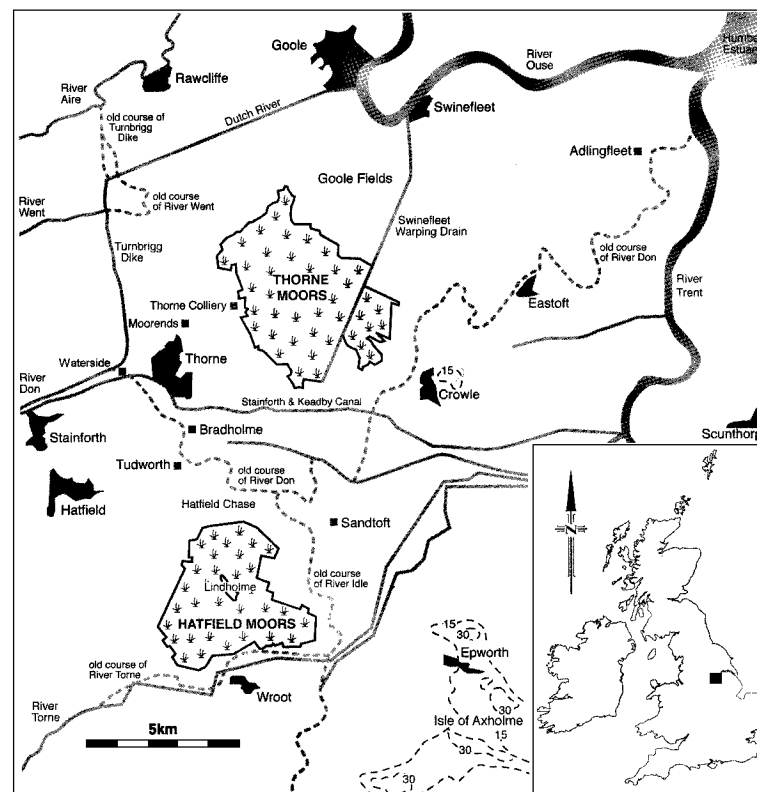 Goole
River
Ouse
Rawcliffe
River
Aire
old course of
Turnbrigg
Dike
Dutch River
Swinefleet
Adlingfleet
Goole Fields
old course
of River Went
River
Went
Swinefleet
Warping Drain
old course
of River Don
Turnbrigg
Dike
THORNE
MOORS
River
Trent
Eastoft
Thorne Colliery
Moorends
Waterside
Thorne
15
Crowle
River
Don
Stainforth & Keadby Canal
Stainforth
Bradholme
Tudworth
old course
of River Don
Hatfield
Hatfield Chase
Sandtoft
N
Lindholme
old course
of River Idle
HATFIELD MOORS
15
30
Epworth
old course of
River Torne
Wroot
30
River
Torne
Isle of Axholme
15
30
5km
30